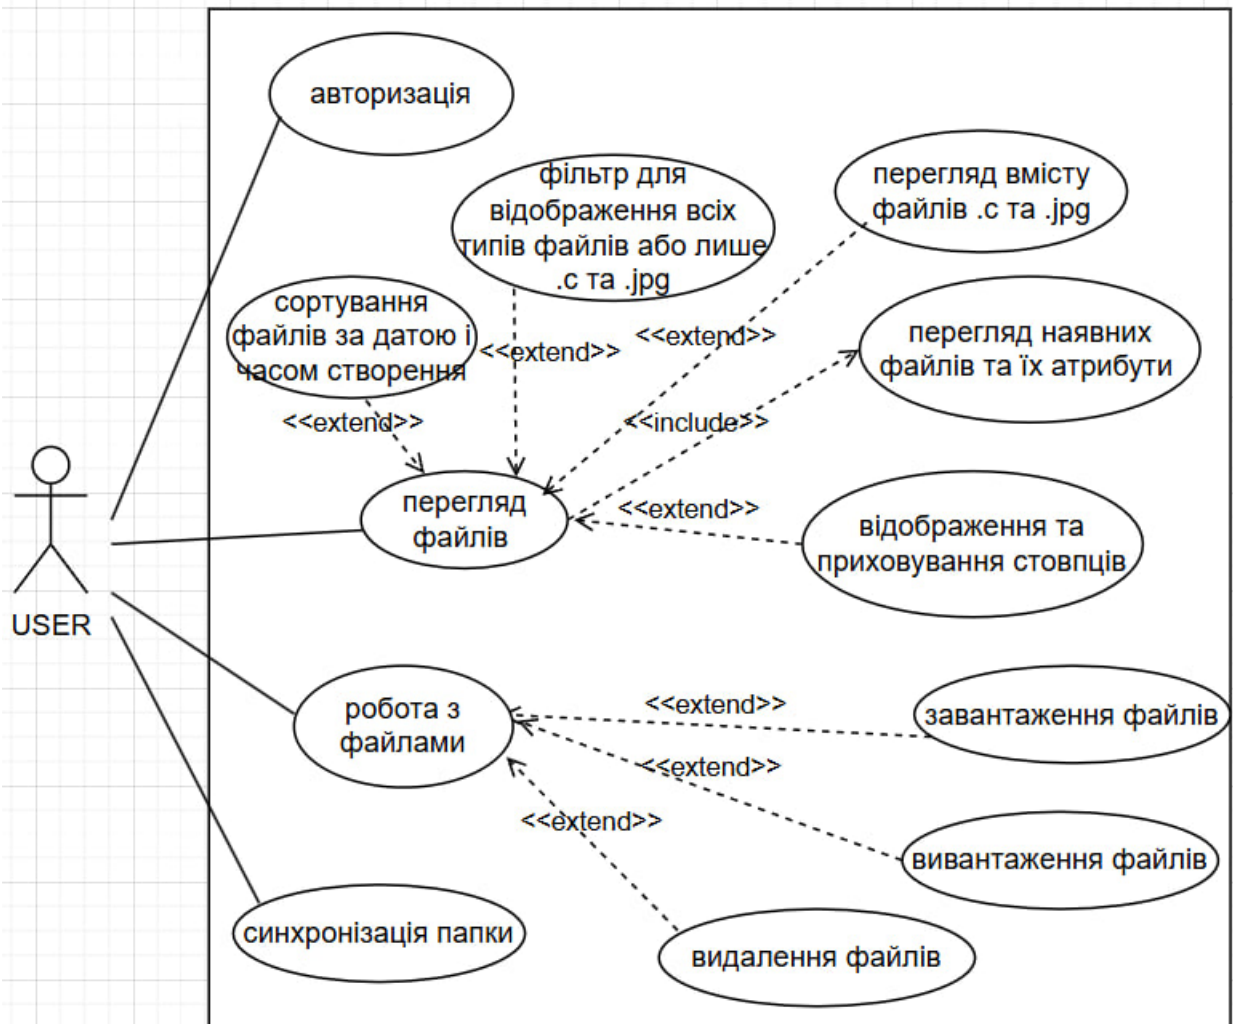 авторизація
фільтр для
відображення всіх
типів файлів або лише
.c та .jpg
перегляд вмісту
файлів .c та .jpg
сортування
файлів за датою і
часом створення
<<extend>>
<<extend>>
<<extend>>
перегляд наявних
файлів та їх атрибути
<<include>>
перегляд
файлів
<<extend>>
відображення та
приховування стовпців
USER
робота з
файлами
<<extend>>
завантаження файлів
<<extend>>
<<extend>>
вивантаження файлів
синхронізація папки
видалення файлів